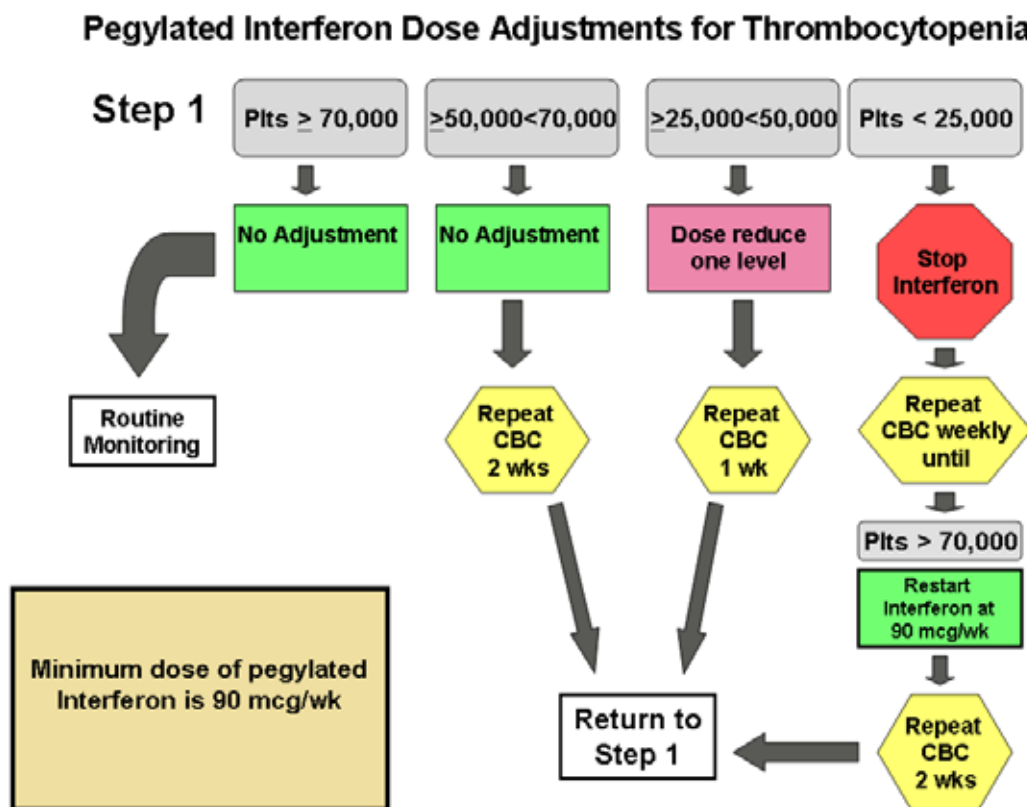 Pegylated Interferon Dose Adjustments for Thrombocytopenia
Step 1
Plts ≥ 70,000
≥50,000<70,000
≥25,000<50,000
Plts < 25,000
No Adjustment
No Adjustment
Dose reduce
one level
Stop
Interferon
Routine
Monitoring
Repeat
CBC
2 wks
Repeat
CBC
1 wk
Repeat
CBC weekly
until
Plts > 70,000
Restart
Interferon at
90 mcg/wk
Minimum dose of pegylated
Interferon is 90 mcg/wk
Return to
Step 1
Repeat
CBC
2 wks